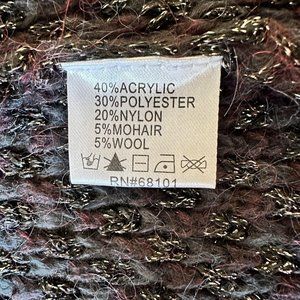 40%ACRYLIC
30%POLYESTER
20%NYLON
5%MOHAIR
5%WOOL
RN#68101